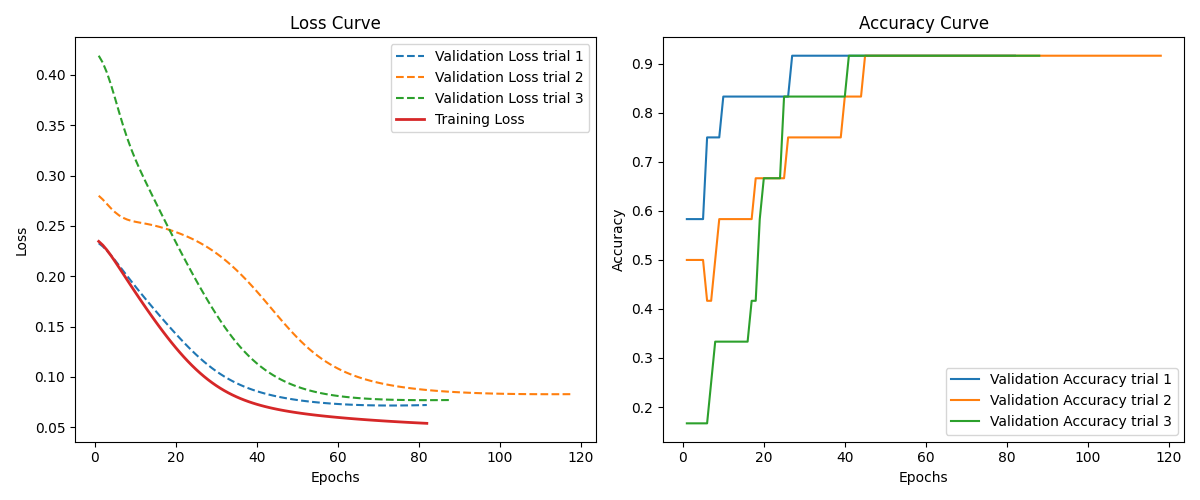 Loss Curve
Validation Loss trial 1
Validation Loss trial 2
Validation Loss trial 3
Training Loss
0.40
0.35
0.30
0.25
0.20
0.15
0.10
0.05
Loss
0 20 40 60 80 100 120
Epochs
Accuracy Curve
0.9
0.8
0.7
0.6
0.5
0.4
0.3
0.2
Accuracy
Validation Accuracy trial 1
Validation Accuracy trial 2
Validation Accuracy trial 3
0 20 40 60 80 100 120
Epochs